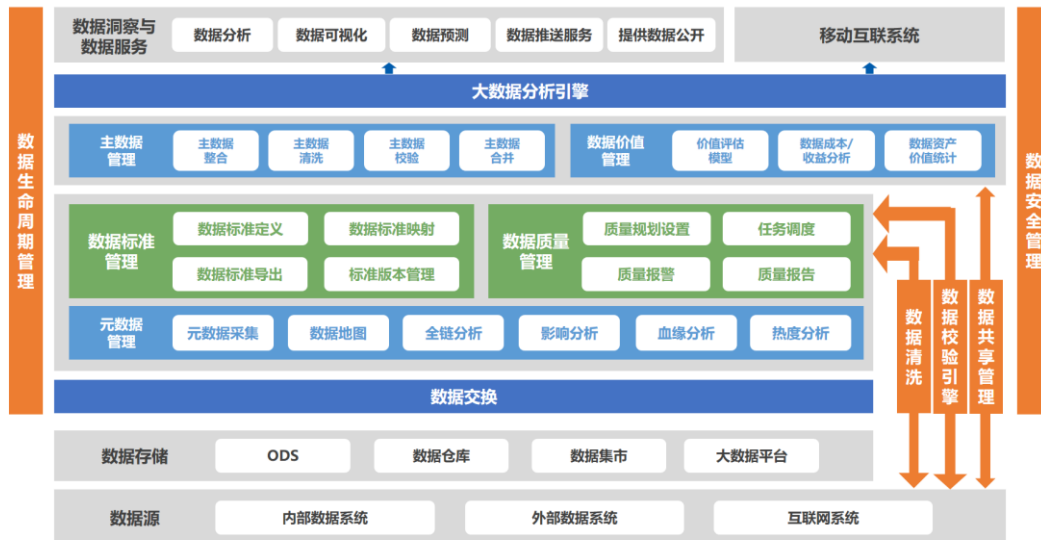 数据生命周期管理
数据洞察与
数据服务
数据分析
数据可视化
数据预测
数据推送服务
提供数据公开
移动互联系统
大数据分析引擎
主数据
管理
主数据
整合
主数据
清洗
主数据
校验
主数据
合并
数据价值
管理
价值评估
模型
数据成本/
收益分析
数据资产
价值统计
数据标准
管理
数据标准定义
数据标准映射
数据标准导出
标准版本管理
数据质量
管理
质量规划设置
任务调度
质量报警
质量报告
元数据
管理
元数据采集
数据地图
全链分析
影响分析
血缘分析
热度分析
数据交换
数据存储
ODS
数据仓库
数据集市
大数据平台
数据源
内部数据系统
外部数据系统
互联网系统
数据清洗
数据校验引擎
数据共享管理
数据安全管理